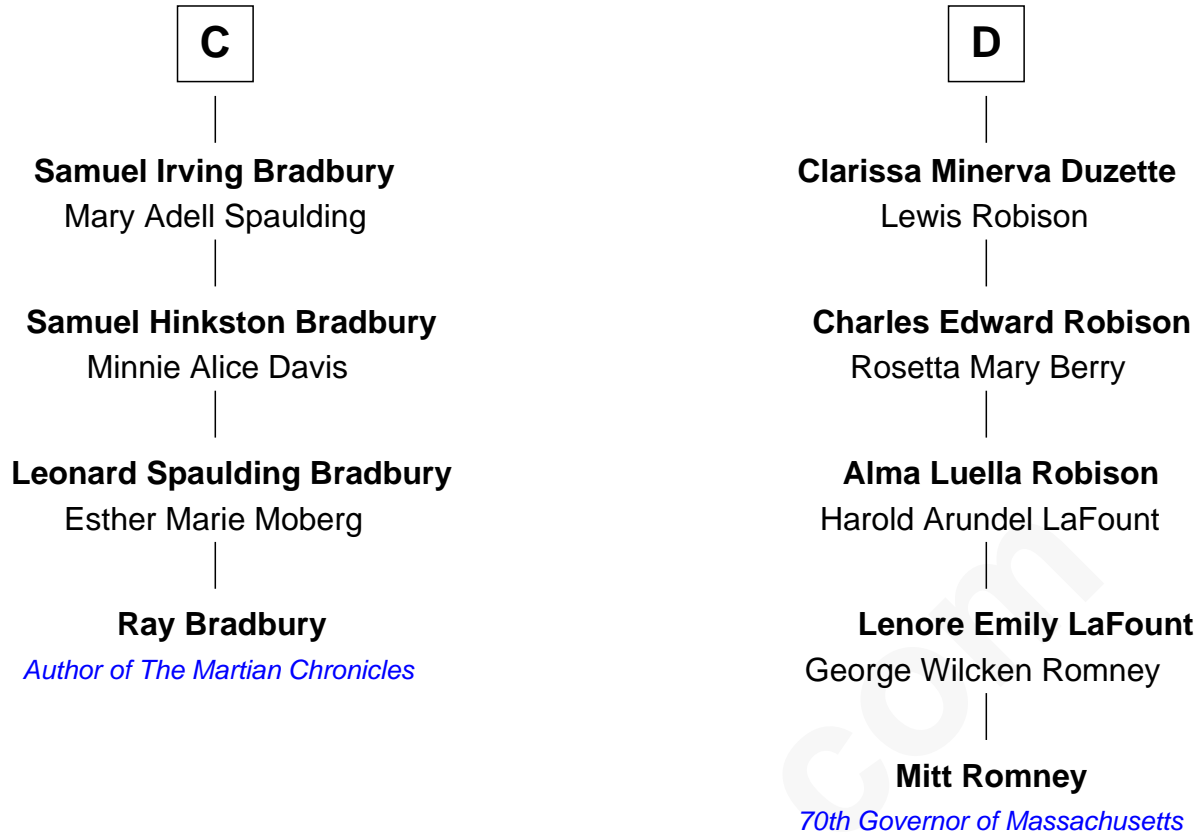 C
Samuel Irving Bradbury
Mary Adell Spaulding
Samuel Hinkston Bradbury
Minnie Alice Davis
Leonard Spaulding Bradbury
Esther Marie Moberg
Ray Bradbury
Author of The Martian Chronicles
D
Clarissa Minerva Duzette
Lewis Robison
Charles Edward Robison
Rosetta Mary Berry
Alma Luella Robison
Harold Arundel LaFount
Lenore Emily LaFount
George Wilcken Romney
Mitt Romney
70th Governor of Massachusetts
com